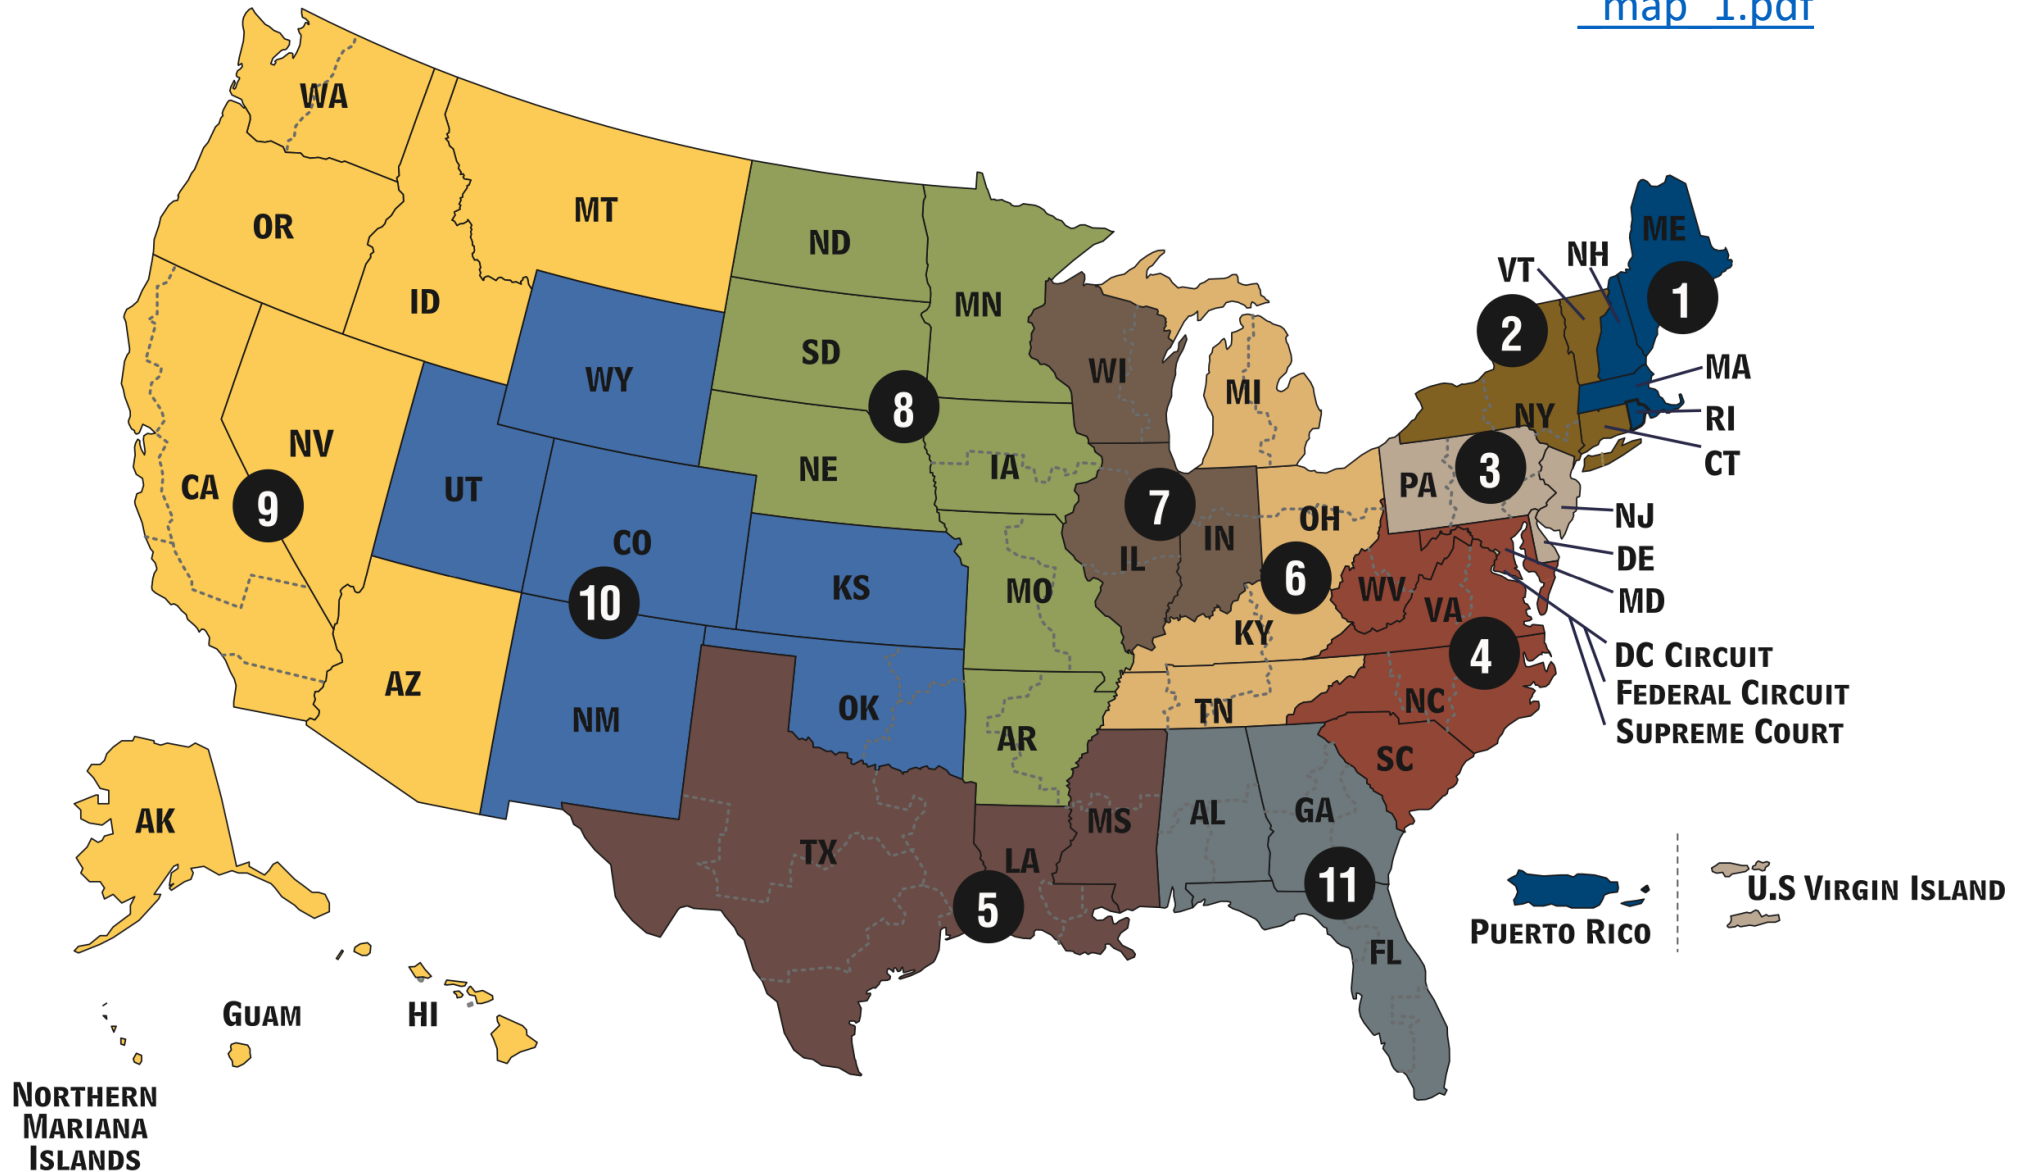 _map_1.pdf
WA
MT
OR
ID
ND
MN
ME
NH
VT
1
2
SD
WY
WI
MI
MA
8
NY
RI
NV
NE
IA
PA
3
CT
CA
9
UT
7
OH
NJ
CO
IL
IN
6
DE
10
KS
MO
WV
VA
MD
KY
4
DC Circuit
Federal Circuit
Supreme Court
AZ
NM
OK
TN
NC
AR
SC
AK
TX
LA
MS
AL
GA
5
11
FL
Puerto Rico
U.S Virgin Island
Guam
HI
Northern
Mariana
Islands